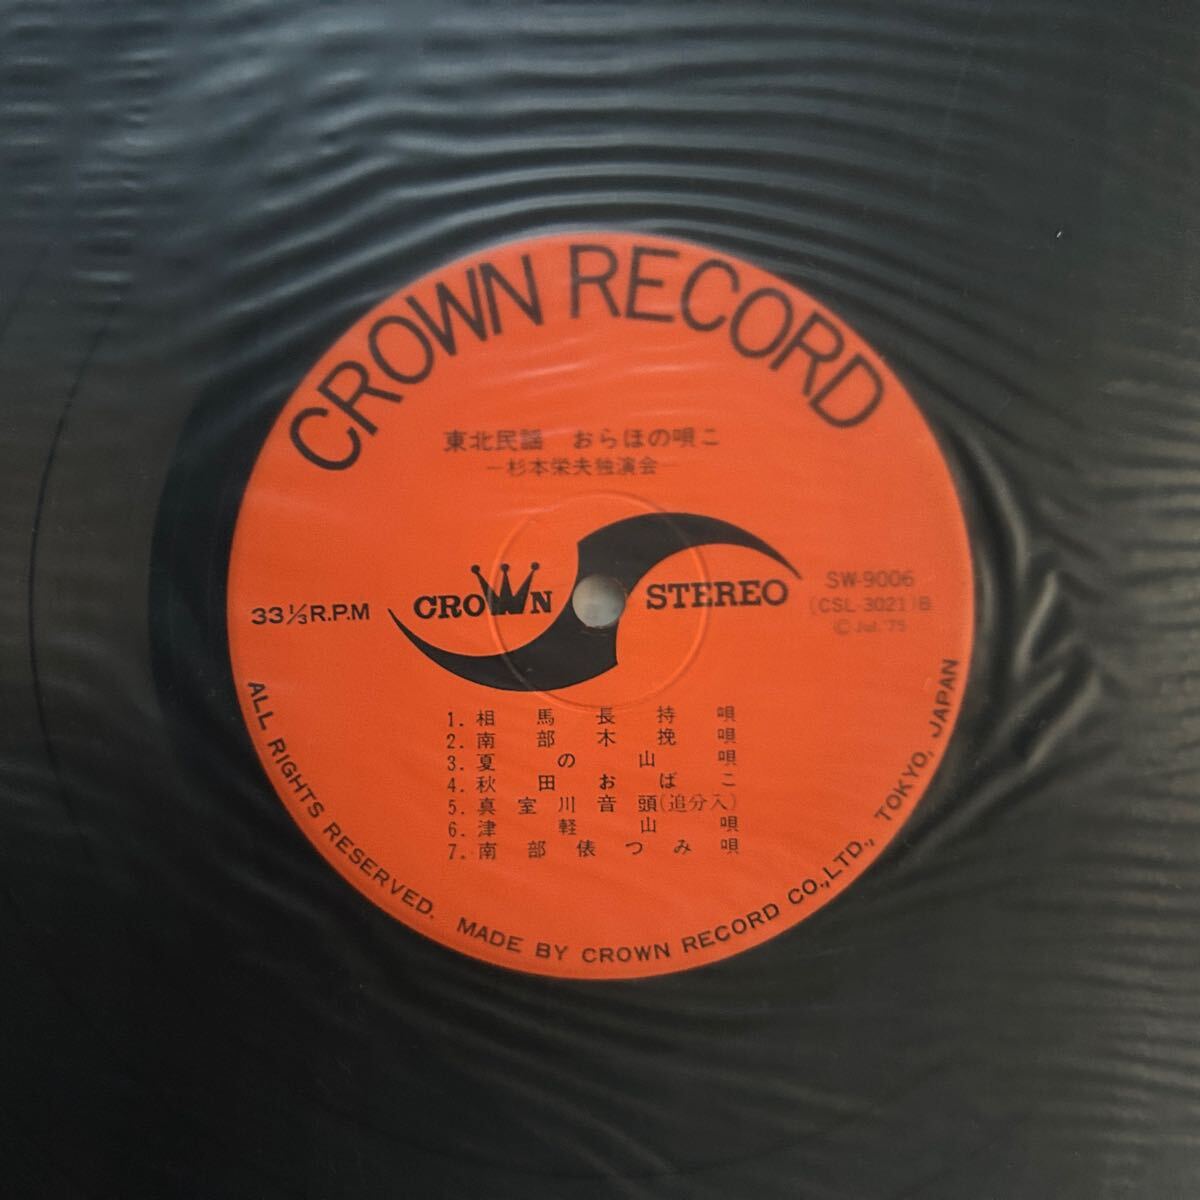 CROWN RECORD
東北民謡 おらほの唄こ
—杉本栄夫独演会—
33 1/3 R.P.M
CROWN STEREO
SW-9006
(CSL-3021)B
© Jul.'75
1. 相馬長持唄
2. 南部木挽唄
3. 夏の山唄
4. 秋田おばこ
5. 真室川音頭(追分入)
6. 津軽山唄
7. 南部俵つみ唄
ALL RIGHTS RESERVED. MADE BY CROWN RECORD CO.,LTD., TOKYO, JAPAN